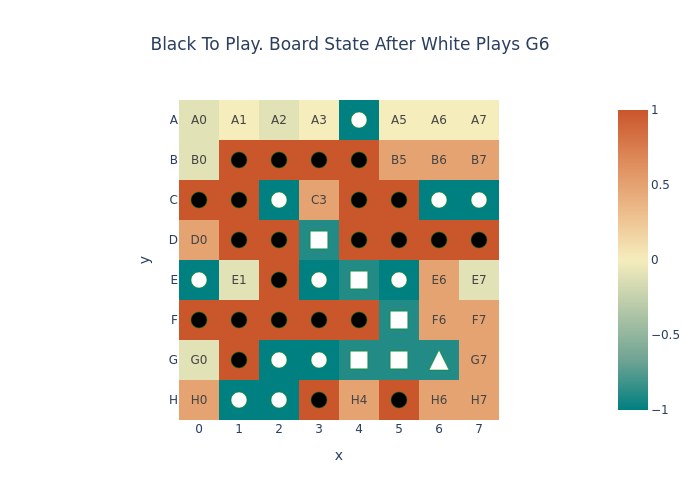 Black To Play. Board State After White Plays G6
A A0 A1 A2 A3 A5 A6 A7
B B0 B5 B6 B7
C C3
D D0
E E1 E6 E7
F F6 F7
G G0 G7
H H0 H4 H6 H7
0 1 2 3 4 5 6 7
x
y
1
0.5
0
−0.5
−1